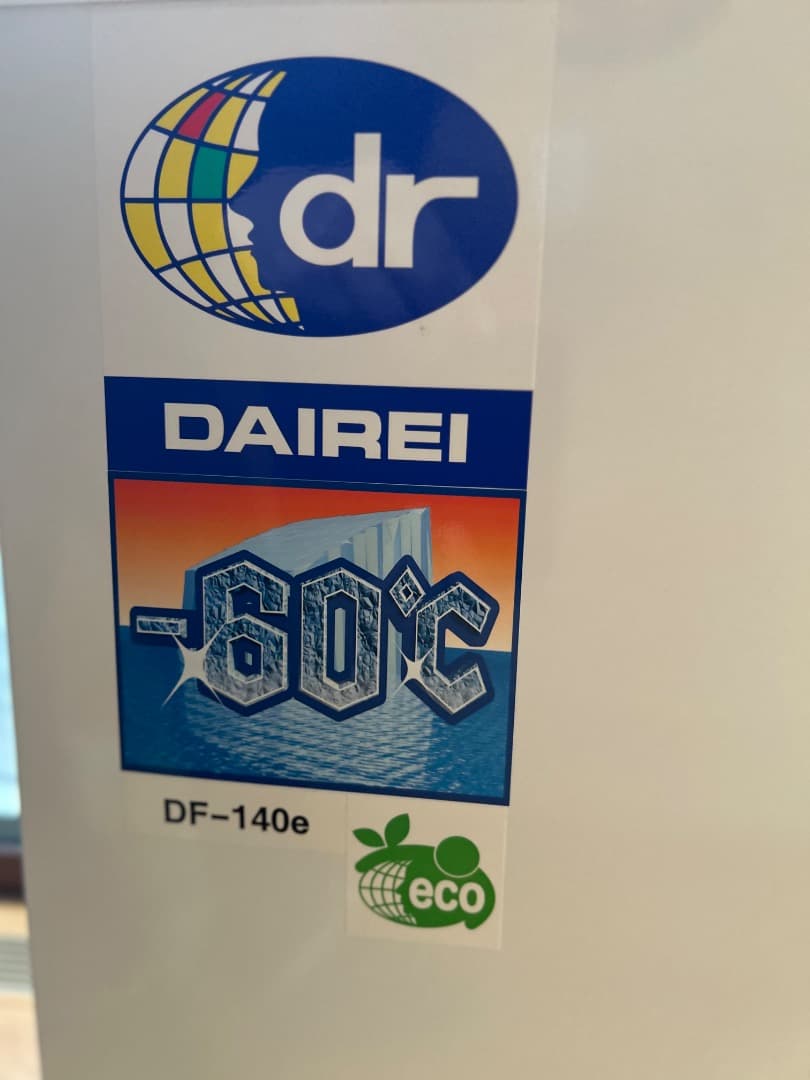 dr
DAIREI
-60℃
DF-140e
eco